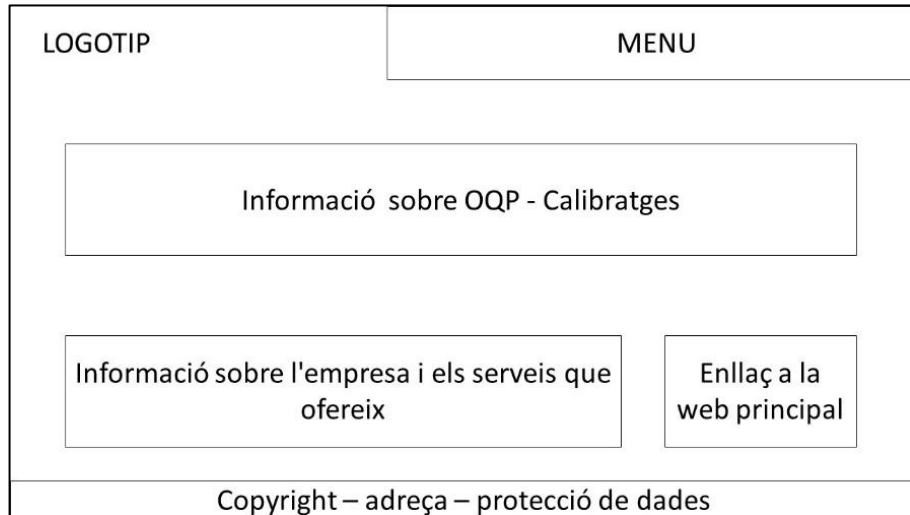 LOGOTIP
MENU
Informació sobre OQP - Calibratges
Informació sobre l'empresa i els serveis que
ofereix
Enllaç a la
web principal
Copyright – adreça – protecció de dades